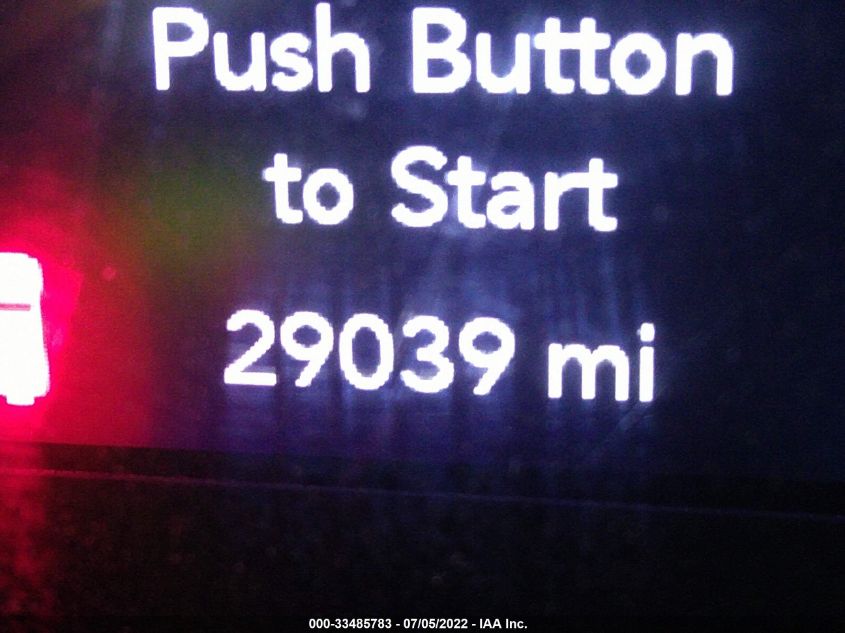 Push Button
to Start
29039 mi
000-33485783 - 07/05/2022 - IAA Inc.